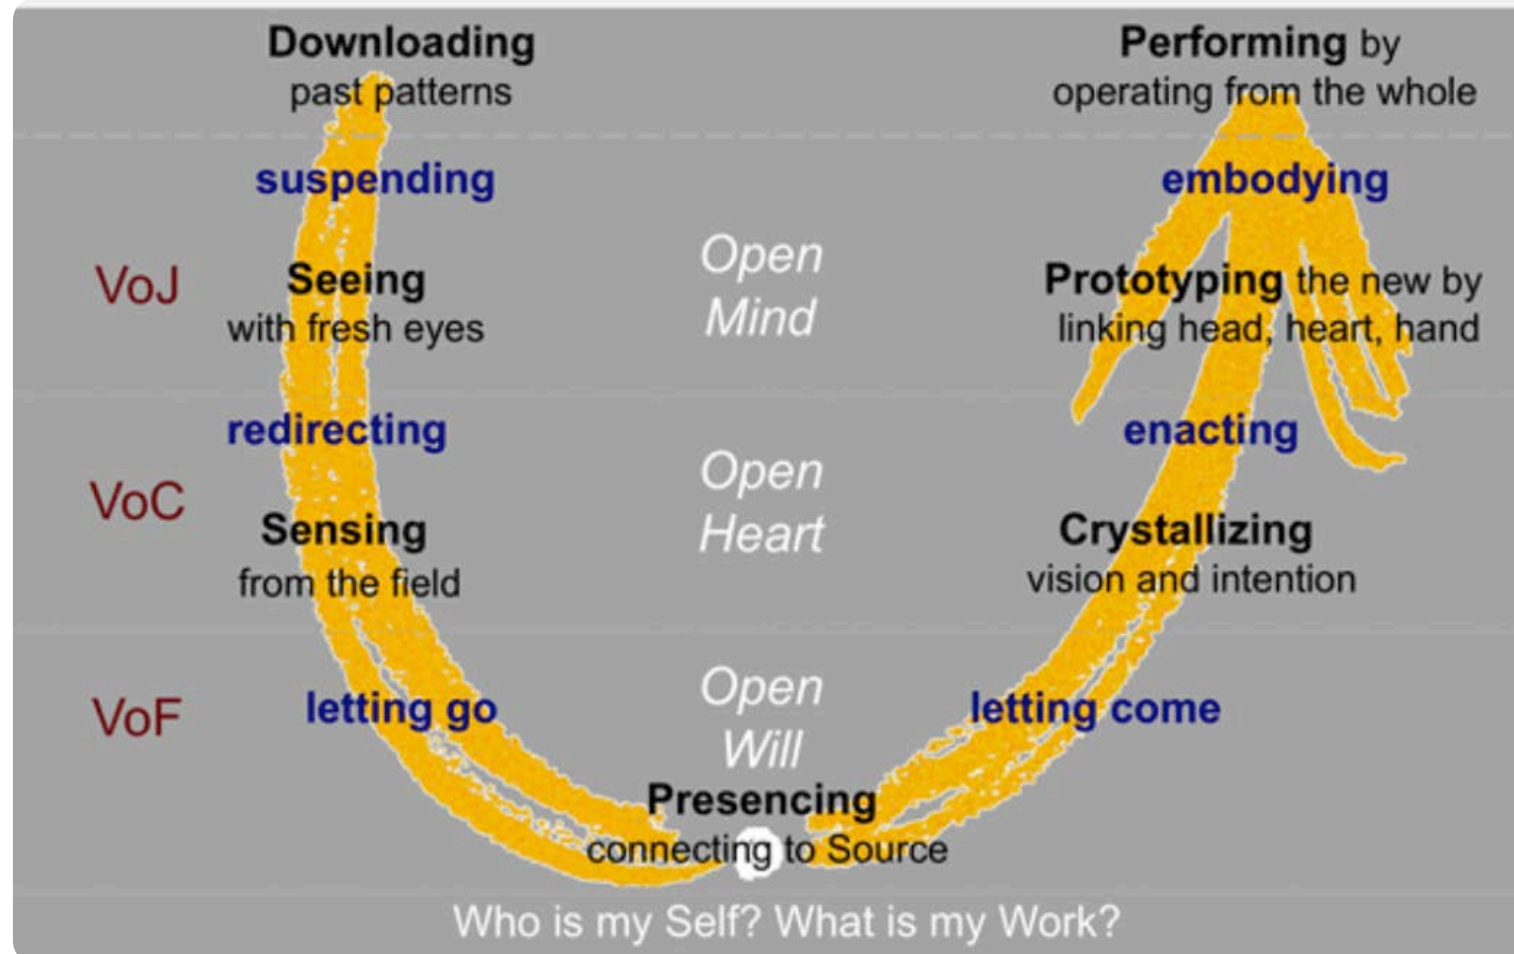 Downloading
past patterns
Performing by
operating from the whole
suspending
embodying
VoJ
Seeing
with fresh eyes
Open
Mind
Prototyping the new by
linking head, heart, hand
redirecting
enacting
VoC
Sensing
from the field
Open
Heart
Crystallizing
vision and intention
VoF
letting go
Open
Will
letting come
Presencing
connecting to Source
Who is my Self? What is my Work?